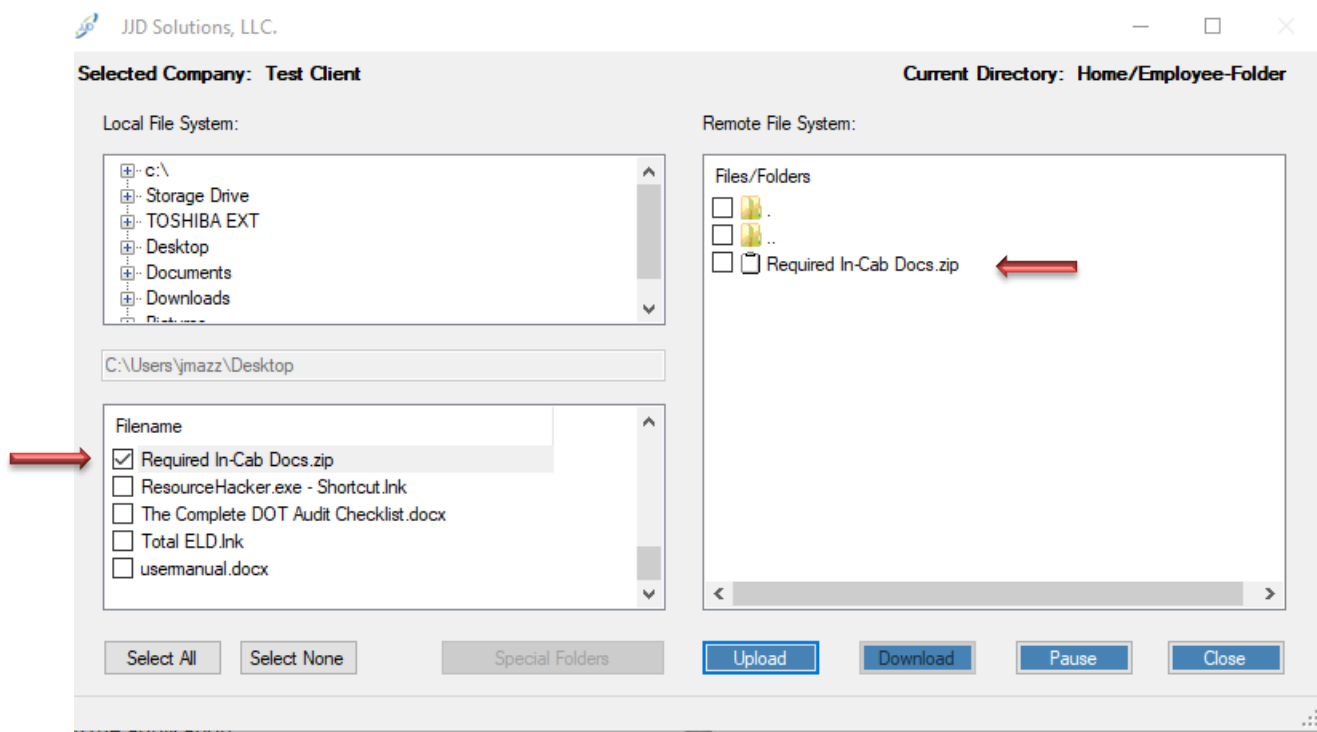 JJD Solutions, LLC.
Selected Company: Test Client
Current Directory: Home/Employee-Folder
Local File System:
c:\
Storage Drive
TOSHIBA EXT
Desktop
Documents
Downloads
C:\Users\jmazz\Desktop
Filename
Required In-Cab Docs.zip
ResourceHacker.exe - Shortcut.lnk
The Complete DOT Audit Checklist.docx
Total ELD.lnk
usermanual.docx
Select All
Select None
Special Folders
Remote File System:
Files/Folders
.
..
Required In-Cab Docs.zip
Upload
Download
Pause
Close